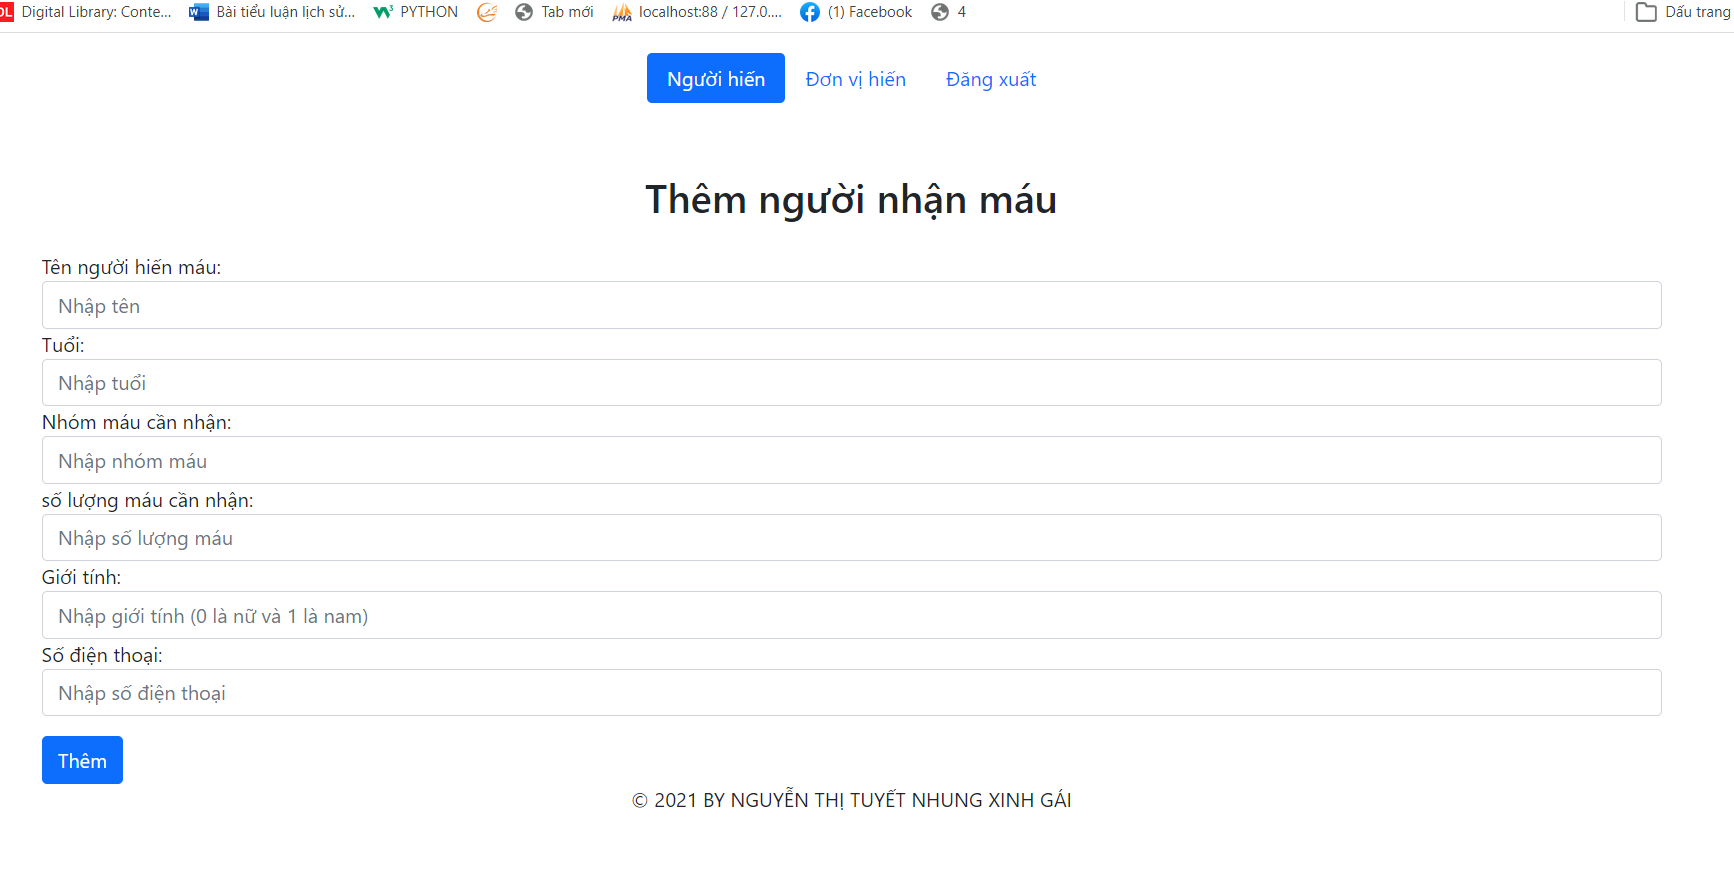 DL Digital Library: Conte... Bài tiểu luận lịch sử... PYTHON Tab mới localhost:88 / 127.0.... (1) Facebook 4 Dấu trang
Người hiến Đơn vị hiến Đăng xuất
Thêm người nhận máu
Tên người hiến máu:
Nhập tên
Tuổi:
Nhập tuổi
Nhóm máu cần nhận:
Nhập nhóm máu
số lượng máu cần nhận:
Nhập số lượng máu
Giới tính:
Nhập giới tính (0 là nữ và 1 là nam)
Số điện thoại:
Nhập số điện thoại
Thêm
© 2021 BY NGUYỄN THỊ TUYẾT NHUNG XINH GÁI